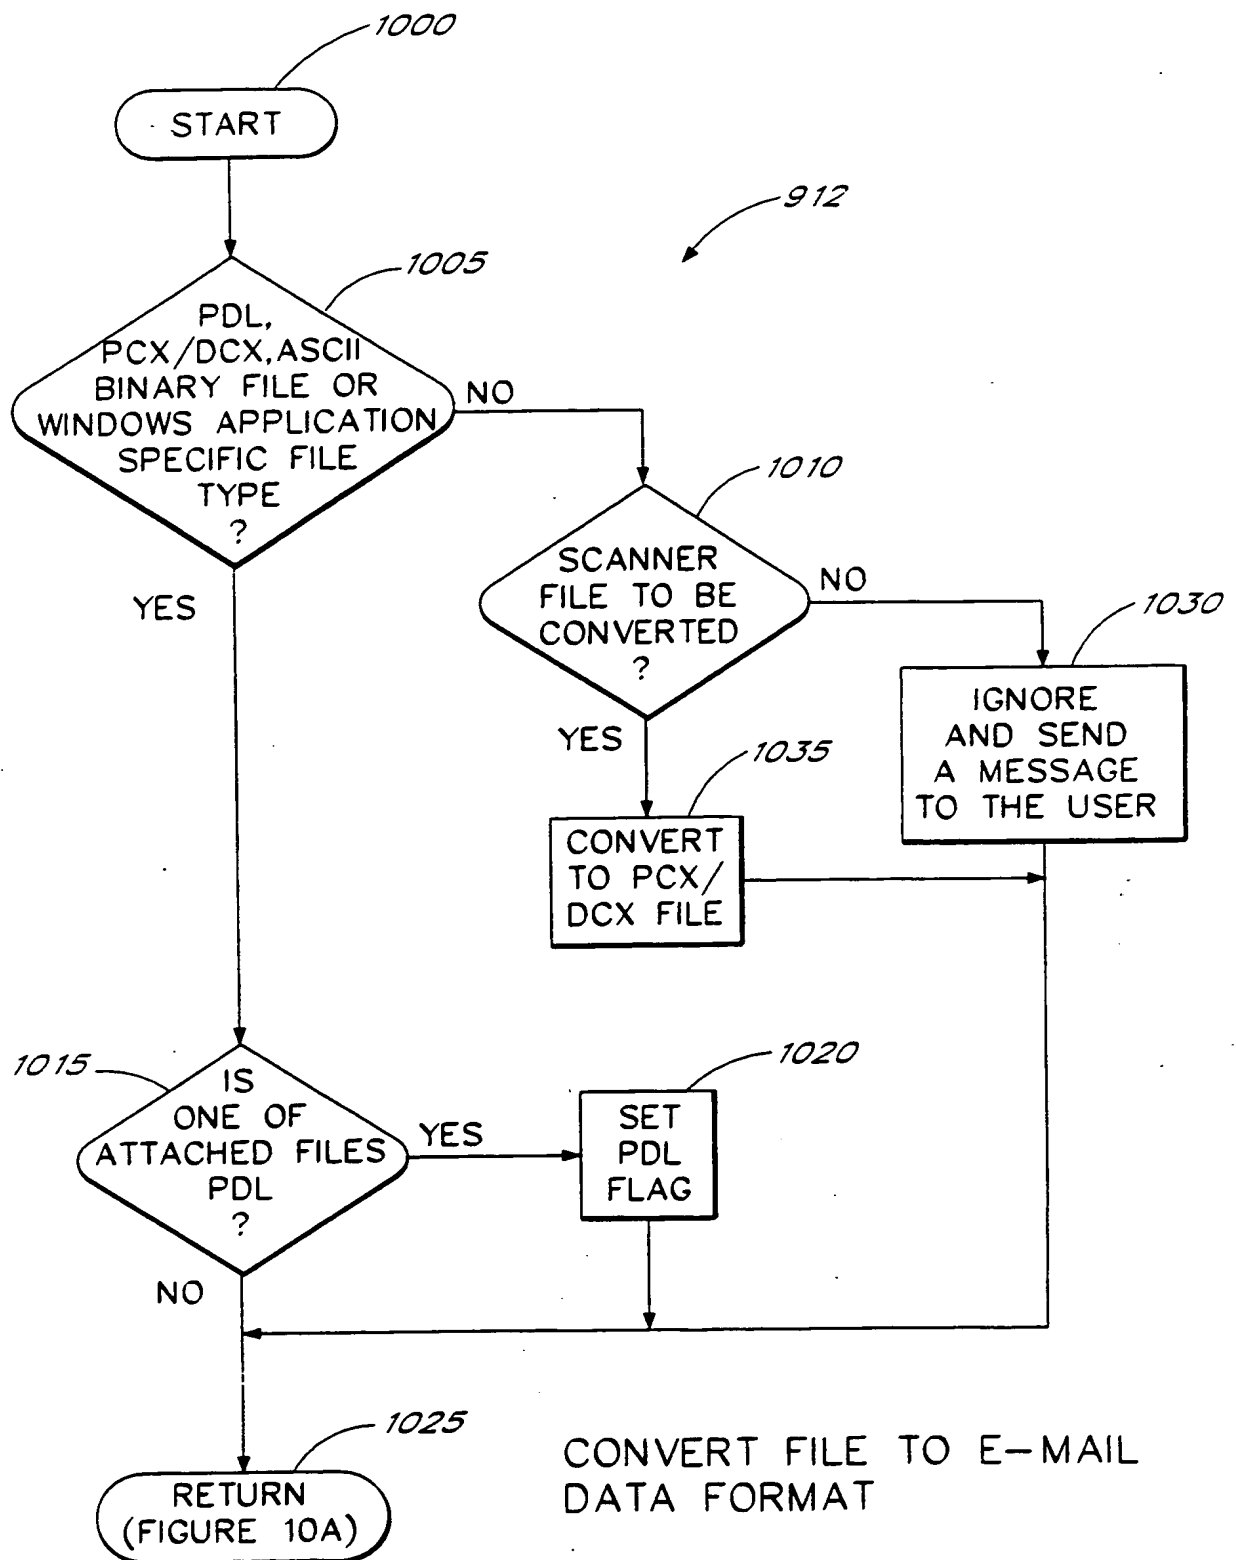 1000
START
912
1005
PDL,
PCX/DCX,ASCII
BINARY FILE OR
WINDOWS APPLICATION
SPECIFIC FILE
TYPE
?
NO
YES
1010
SCANNER
FILE TO BE
CONVERTED
?
NO
YES
1030
IGNORE
AND SEND
A MESSAGE
TO THE USER
1035
CONVERT
TO PCX/
DCX FILE
1015
IS
ONE OF
ATTACHED FILES
PDL
?
YES
NO
1020
SET
PDL
FLAG
1025
RETURN
(FIGURE 10A)
CONVERT FILE TO E-MAIL
DATA FORMAT